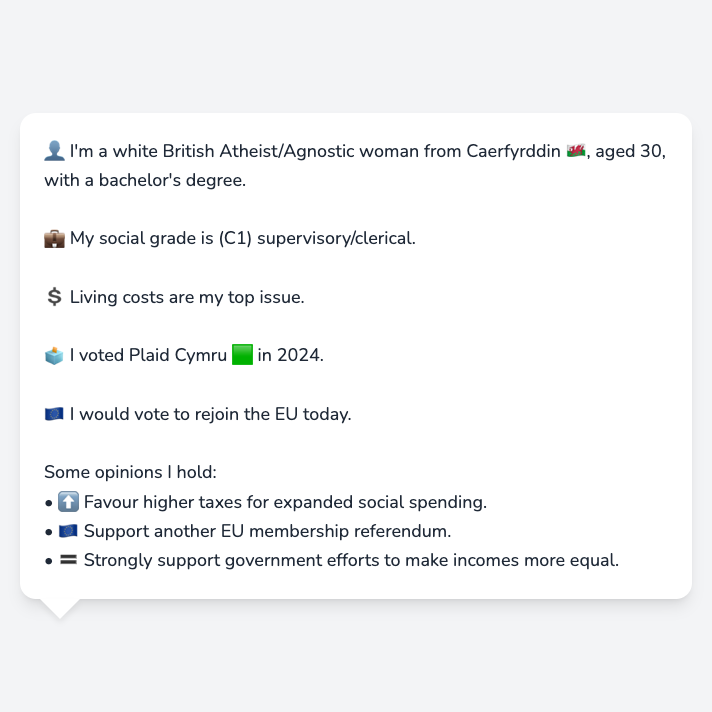 👤 I'm a white British Atheist/Agnostic woman from Caerfyrddin 🏴󠁧󠁢󠁷󠁬󠁳󠁿, aged 30,
with a bachelor's degree.
💼 My social grade is (C1) supervisory/clerical.
💲 Living costs are my top issue.
🗳️ I voted Plaid Cymru 🟩 in 2024.
🇪🇺 I would vote to rejoin the EU today.
Some opinions I hold:
• ⬆️ Favour higher taxes for expanded social spending.
• 🇪🇺 Support another EU membership referendum.
• 🟰 Strongly support government efforts to make incomes more equal.